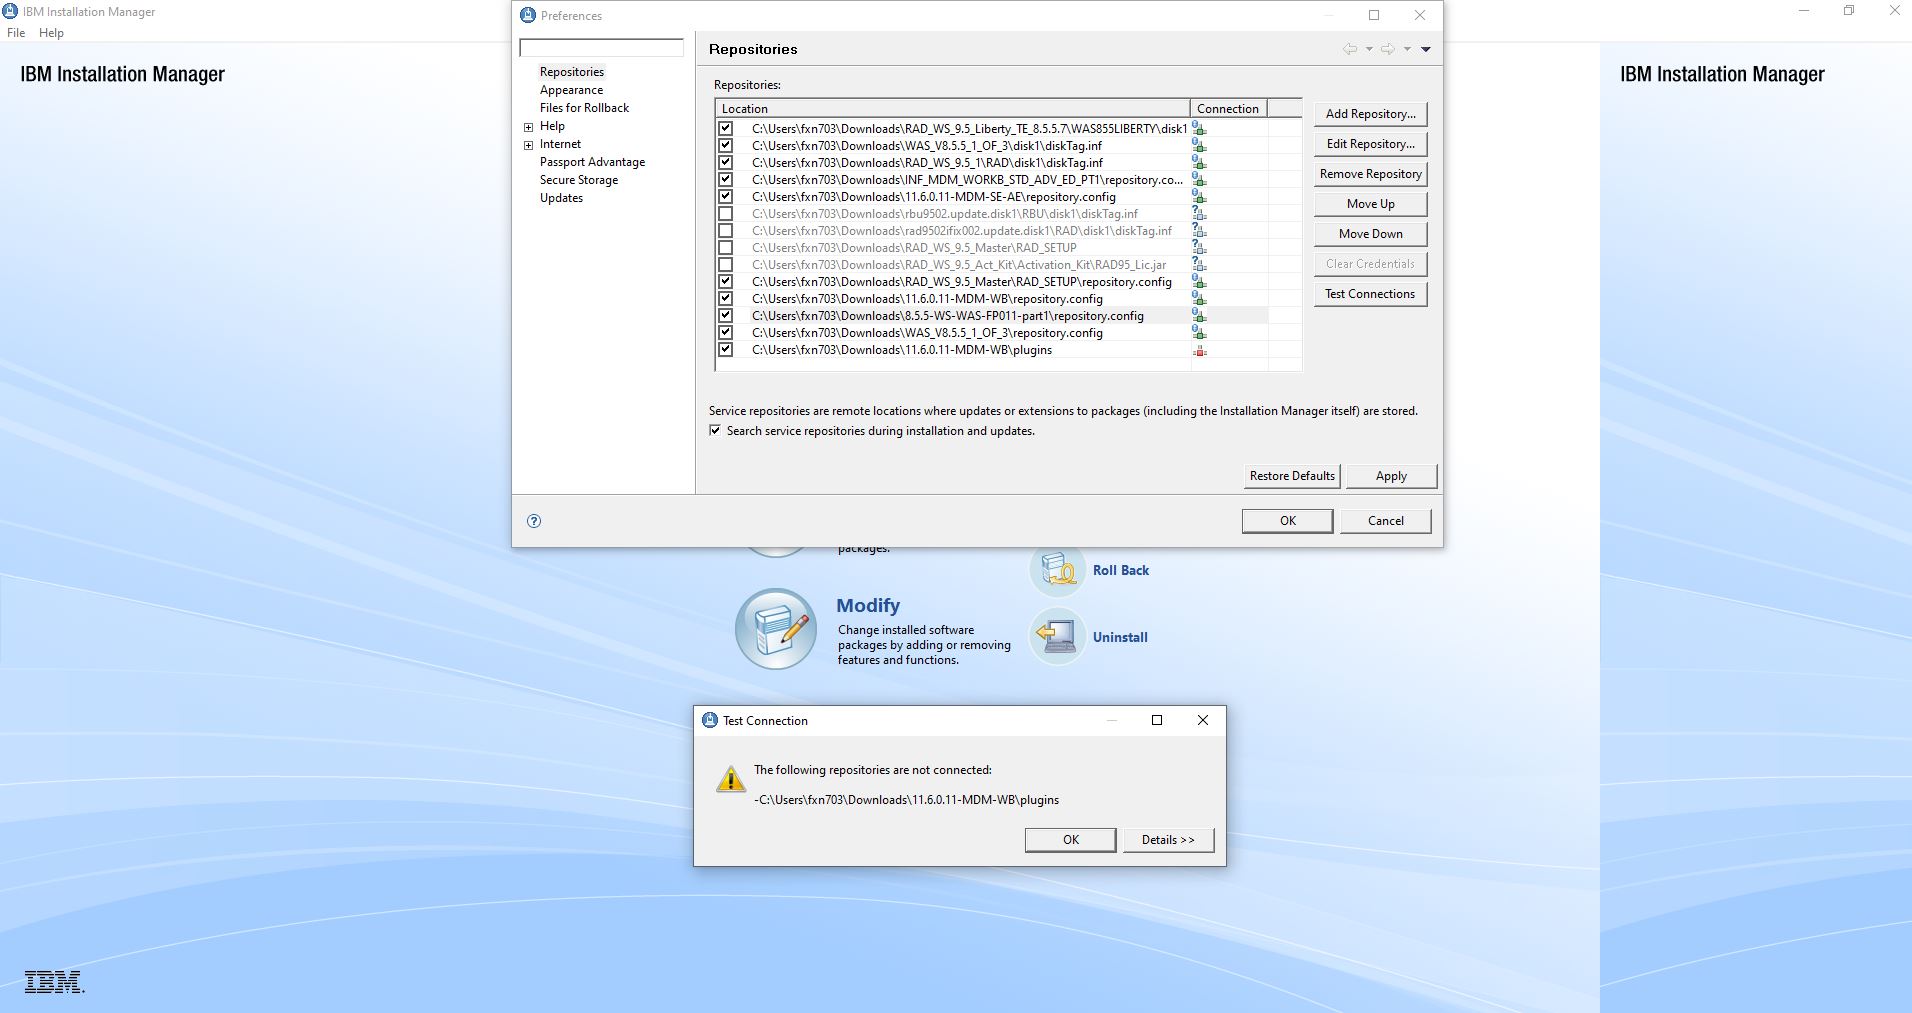 IBM Installation Manager
File Help
IBM Installation Manager
IBM Installation Manager
Preferences
Repositories
Appearance
Files for Rollback
Help
Internet
Passport Advantage
Secure Storage
Updates
Repositories
Repositories:
Location Connection
C:\Users\fxn703\Downloads\RAD_WS_9.5_Liberty_TE_8.5.5.7\WAS855LIBERTY\disk1
C:\Users\fxn703\Downloads\WAS_V8.5.5_1_OF_3\disk1\diskTag.inf
C:\Users\fxn703\Downloads\RAD_WS_9.5_1\RAD\disk1\diskTag.inf
C:\Users\fxn703\Downloads\INF_MDM_WORKB_STD_ADV_ED_PT1\repository.co...
C:\Users\fxn703\Downloads\11.6.0.11-MDM-SE-AE\repository.config
C:\Users\fxn703\Downloads\rbu9502.update.disk1\RBU\disk1\diskTag.inf
C:\Users\fxn703\Downloads\rad9502ifix002.update.disk1\RAD\disk1\diskTag.inf
C:\Users\fxn703\Downloads\RAD_WS_9.5_Master\RAD_SETUP
C:\Users\fxn703\Downloads\RAD_WS_9.5_Act_Kit\Activation_Kit\RAD95_Lic.jar
C:\Users\fxn703\Downloads\RAD_WS_9.5_Master\RAD_SETUP\repository.config
C:\Users\fxn703\Downloads\11.6.0.11-MDM-WB\repository.config
C:\Users\fxn703\Downloads\8.5.5-WS-WAS-FP011-part1\repository.config
C:\Users\fxn703\Downloads\WAS_V8.5.5_1_OF_3\repository.config
C:\Users\fxn703\Downloads\11.6.0.11-MDM-WB\plugins
Add Repository...
Edit Repository...
Remove Repository
Move Up
Move Down
Clear Credentials
Test Connections
Service repositories are remote locations where updates or extensions to packages (including the Installation Manager itself) are stored.
Search service repositories during installation and updates.
Restore Defaults Apply
OK Cancel
packages.
Roll Back
Modify
Change installed software
packages by adding or removing
features and functions.
Uninstall
Test Connection
The following repositories are not connected:
-C:\Users\fxn703\Downloads\11.6.0.11-MDM-WB\plugins
OK Details >>
IBM